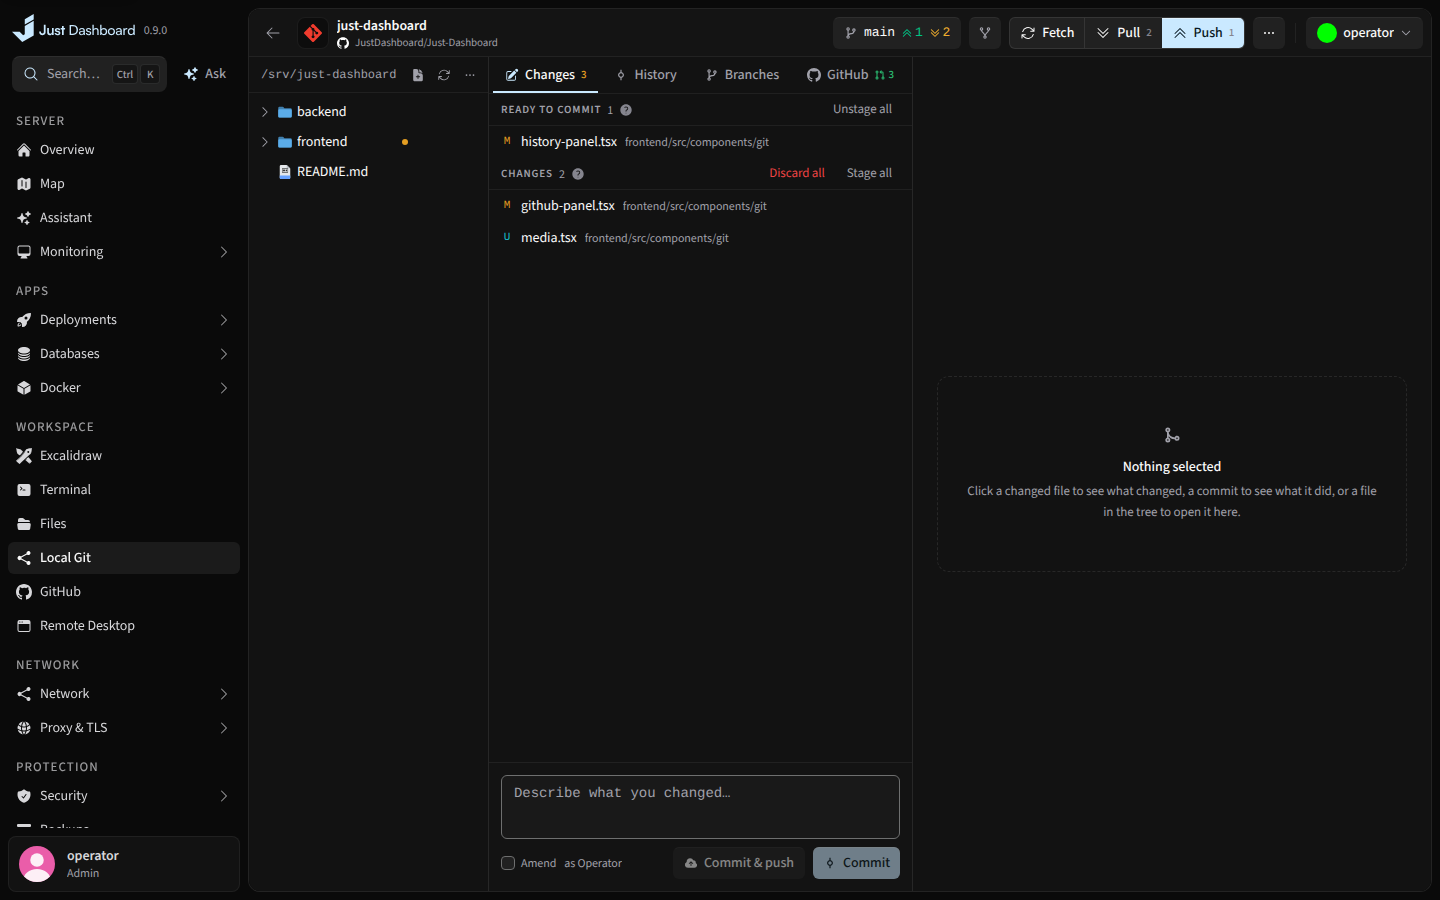 Just Dashboard 0.9.0
Search… Ctrl K Ask
SERVER
Overview
Map
Assistant
Monitoring
APPS
Deployments
Databases
Docker
WORKSPACE
Excalidraw
Terminal
Files
Local Git
GitHub
Remote Desktop
NETWORK
Network
Proxy & TLS
PROTECTION
Security
operator
Admin
just-dashboard
JustDashboard/Just-Dashboard
main 1 2
Fetch
Pull 2
Push 1
operator
/srv/just-dashboard
backend
frontend
README.md
Changes 3
History
Branches
GitHub 3
READY TO COMMIT 1 ?
Unstage all
M history-panel.tsx frontend/src/components/git
CHANGES 2 ?
Discard all
Stage all
M github-panel.tsx frontend/src/components/git
U media.tsx frontend/src/components/git
Describe what you changed…
Amend as Operator
Commit & push
Commit
Nothing selected
Click a changed file to see what changed, a commit to see what it did, or a file
in the tree to open it here.